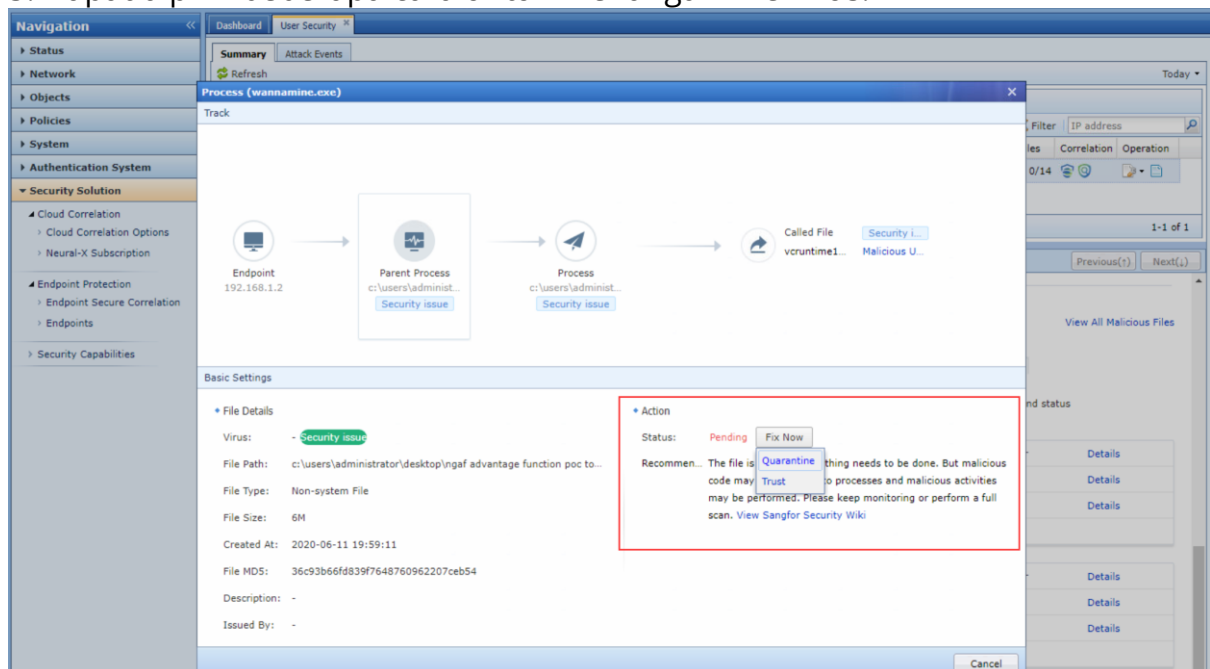 Navigation
Dashboard
User Security
Status
Network
Objects
Policies
System
Authentication System
Security Solution
Cloud Correlation
Cloud Correlation Options
Neural-X Subscription
Endpoint Protection
Endpoint Secure Correlation
Endpoints
Security Capabilities
Summary
Attack Events
Refresh
Today
Process (wannamine.exe)
Track
Filter
IP address
les
Correlation
Operation
0/14
1-1 of 1
Previous(↑)
Next(↓)
Endpoint
192.168.1.2
Parent Process
c:\users\administ...
Security issue
Process
c:\users\administ...
Security issue
Called File
Security i...
vcruntime1...
Malicious U...
View All Malicious Files
nd status
Details
Details
Details
Details
Details
Details
Basic Settings
File Details
Virus: - Security issue
File Path: c:\users\administrator\desktop\ngaf advantage function poc to...
File Type: Non-system File
File Size: 6M
Created At: 2020-06-11 19:59:11
File MD5: 36c93b66fd839f7648760962207ceb54
Description: -
Issued By: -
Action
Status: Pending Fix Now
Quarantine
Trust
Recommen... The file is thing needs to be done. But malicious
code may o processes and malicious activities
may be performed. Please keep monitoring or perform a full
scan. View Sangfor Security Wiki
Cancel